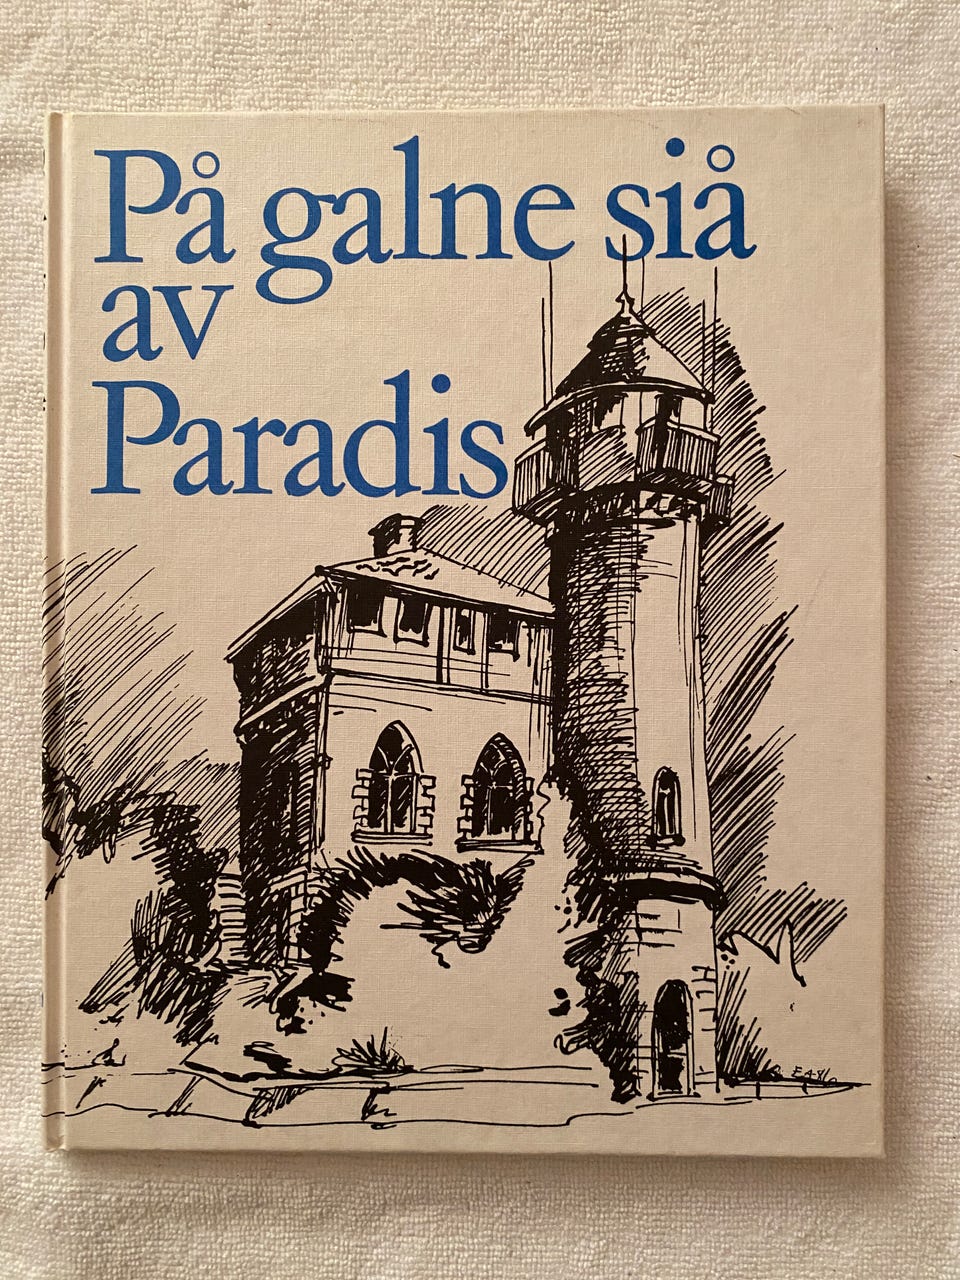 På galne siå
av
Paradis